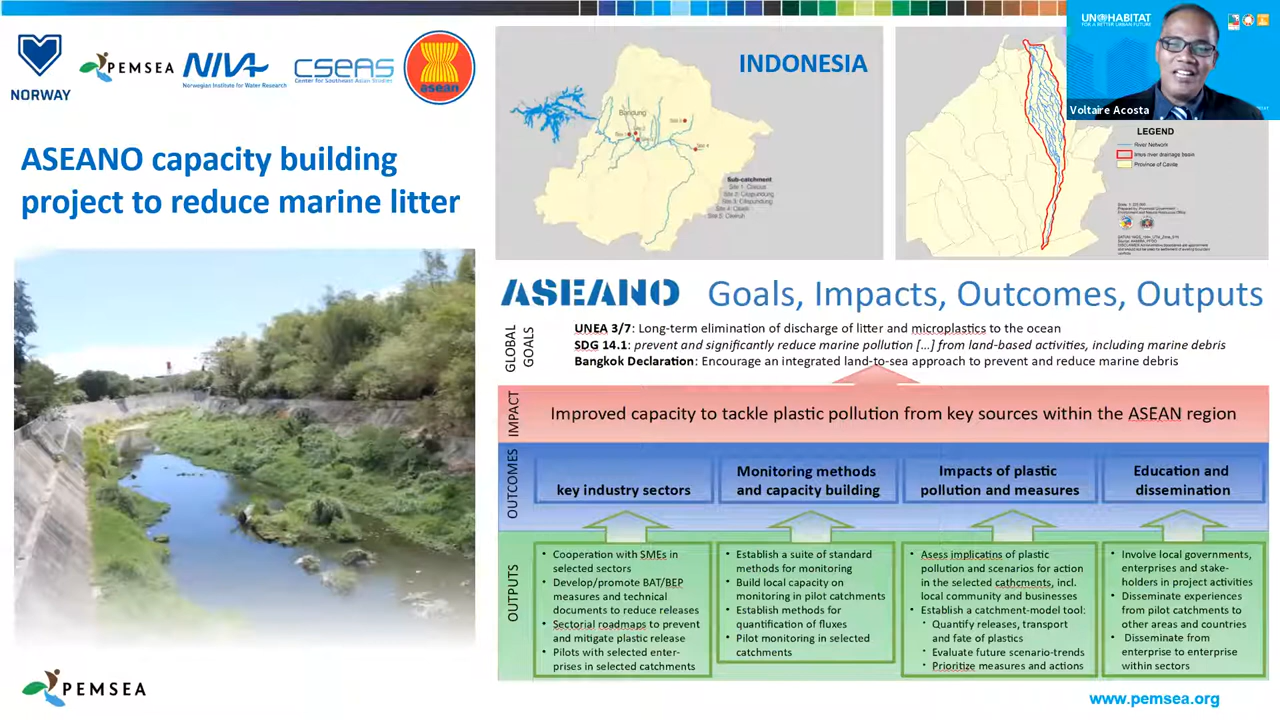 NORWAY
PEMSEA
NIVA
Norwegian Institute for Water Research
CSEAS
Center for Southeast Asian Studies
asean
ASEANO capacity building
project to reduce marine litter
INDONESIA
Bandung
Sub-catchment
LEGEND
River Network
Imus river drainage basin
Province of Cavite
UN HABITAT
FOR A BETTER URBAN FUTURE
Voltaire Acosta
ASEANO Goals, Impacts, Outcomes, Outputs
GLOBAL
GOALS
UNEA 3/7: Long-term elimination of discharge of litter and microplastics to the ocean
SDG 14.1: prevent and significantly reduce marine pollution [...] from land-based activities, including marine debris
Bangkok Declaration: Encourage an integrated land-to-sea approach to prevent and reduce marine debris
IMPACT
Improved capacity to tackle plastic pollution from key sources within the ASEAN region
OUTCOMES
key industry sectors
Monitoring methods
and capacity building
Impacts of plastic
pollution and measures
Education and
dissemination
OUTPUTS
• Cooperation with SMEs in
selected sectors
• Develop/promote BAT/BEP
measures and technical
documents to reduce releases
• Sectorial roadmaps to prevent
and mitigate plastic release
• Pilots with selected enter-
prises in selected catchments
• Establish a suite of standard
methods for monitoring
• Build local capacity on
monitoring in pilot catchments
• Establish methods for
quantification of fluxes
• Pilot monitoring in selected
catchments
• Asess implicatins of plastic
pollution and scenarios for action
in the selected cathcments, incl.
local community and businesses
• Establish a catchment-model tool:
• Quantify releases, transport
and fate of plastics
• Evaluate future scenario-trends
• Prioritize measures and actions
• Involve local governments,
enterprises and stake-
holders in project activities
• Disseminate experiences
from pilot catchments to
other areas and countries
• Disseminate from
enterprise to enterprise
within sectors
PEMSEA
www.pemsea.org